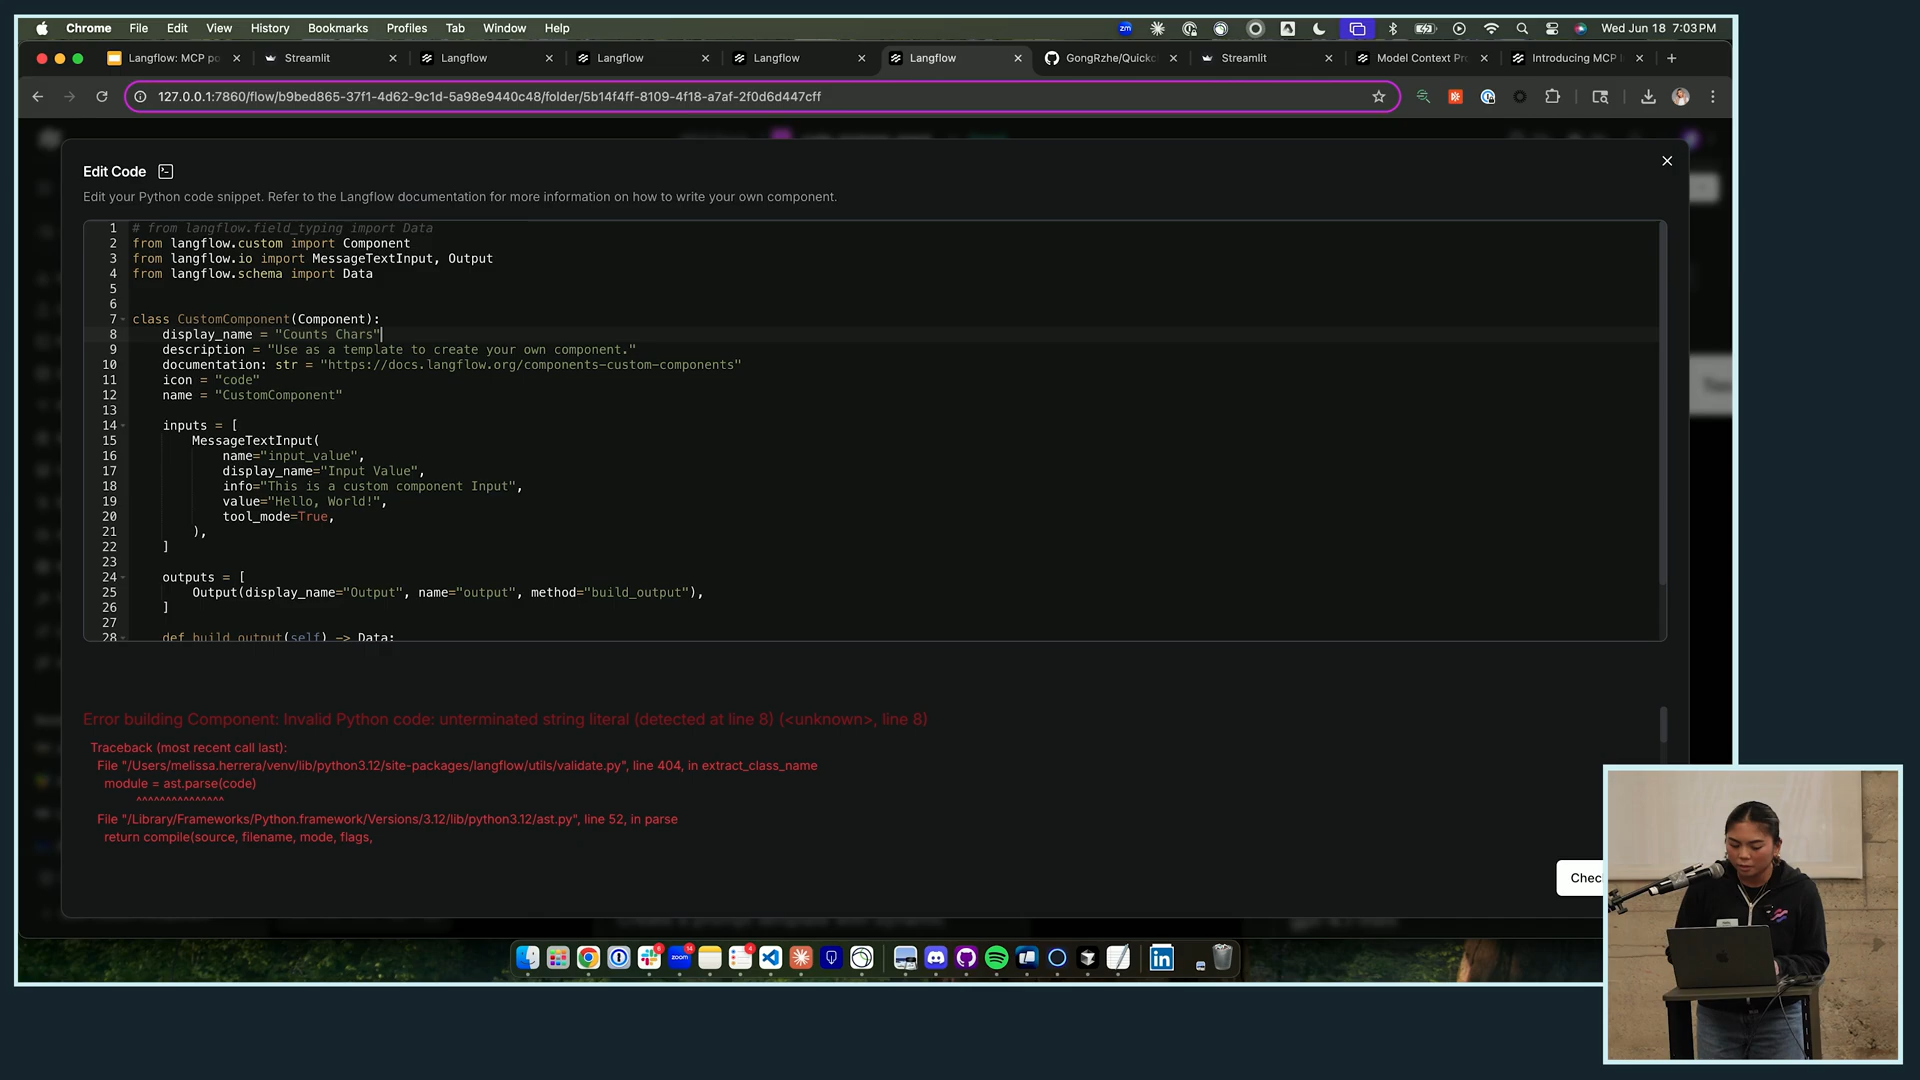 Chrome File Edit View History Bookmarks Profiles Tab Window Help zm Wed Jun 18 7:03 PM
Langflow: MCP po Streamlit Langflow Langflow Langflow Langflow GongRzhe/Quickc Streamlit Model Context Pr Introducing MCP
127.0.0.1:7860/flow/b9bed865-37f1-4d62-9c1d-5a98e9440c48/folder/5b14f4ff-8109-4f18-a7af-2f0d6d447cff
Edit Code
Edit your Python code snippet. Refer to the Langflow documentation for more information on how to write your own component.
1 # from langflow.field_typing import Data
2 from langflow.custom import Component
3 from langflow.io import MessageTextInput, Output
4 from langflow.schema import Data
5
6
7 class CustomComponent(Component):
8 display_name = "Counts Chars"
9 description = "Use as a template to create your own component."
10 documentation: str = "https://docs.langflow.org/components-custom-components"
11 icon = "code"
12 name = "CustomComponent"
13
14 inputs = [
15 MessageTextInput(
16 name="input_value",
17 display_name="Input Value",
18 info="This is a custom component Input",
19 value="Hello, World!",
20 tool_mode=True,
21 ),
22 ]
23
24 outputs = [
25 Output(display_name="Output", name="output", method="build_output"),
26 ]
27
28 def build_output(self) -> Data:
Error building Component: Invalid Python code: unterminated string literal (detected at line 8) (<unknown>, line 8)
Traceback (most recent call last):
File "/Users/melissa.herrera/venv/lib/python3.12/site-packages/langflow/utils/validate.py", line 404, in extract_class_name
module = ast.parse(code)
^^^^^^^^^^^^^^^
File "/Library/Frameworks/Python.framework/Versions/3.12/lib/python3.12/ast.py", line 52, in parse
return compile(source, filename, mode, flags,
Chec
zoom
in